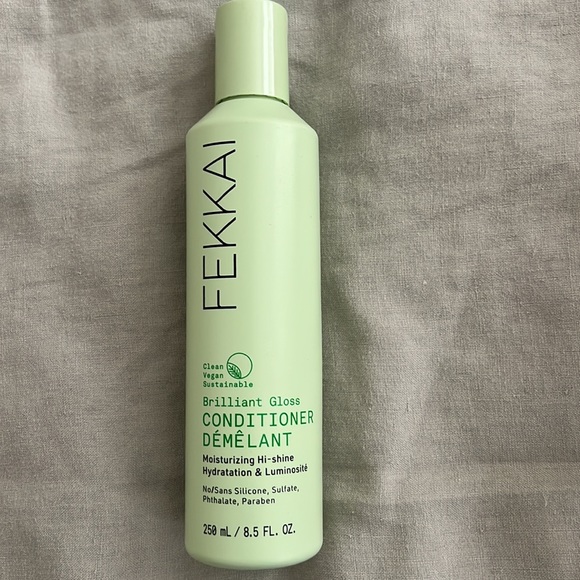 FEKKAI
Clean
Vegan
Sustainable
Brilliant Gloss
CONDITIONER
DÉMÊLANT
Moisturizing Hi-shine
Hydratation & Luminosité
No/Sans Silicone, Sulfate,
Phthalate, Paraben
250 mL / 8.5 FL. OZ.